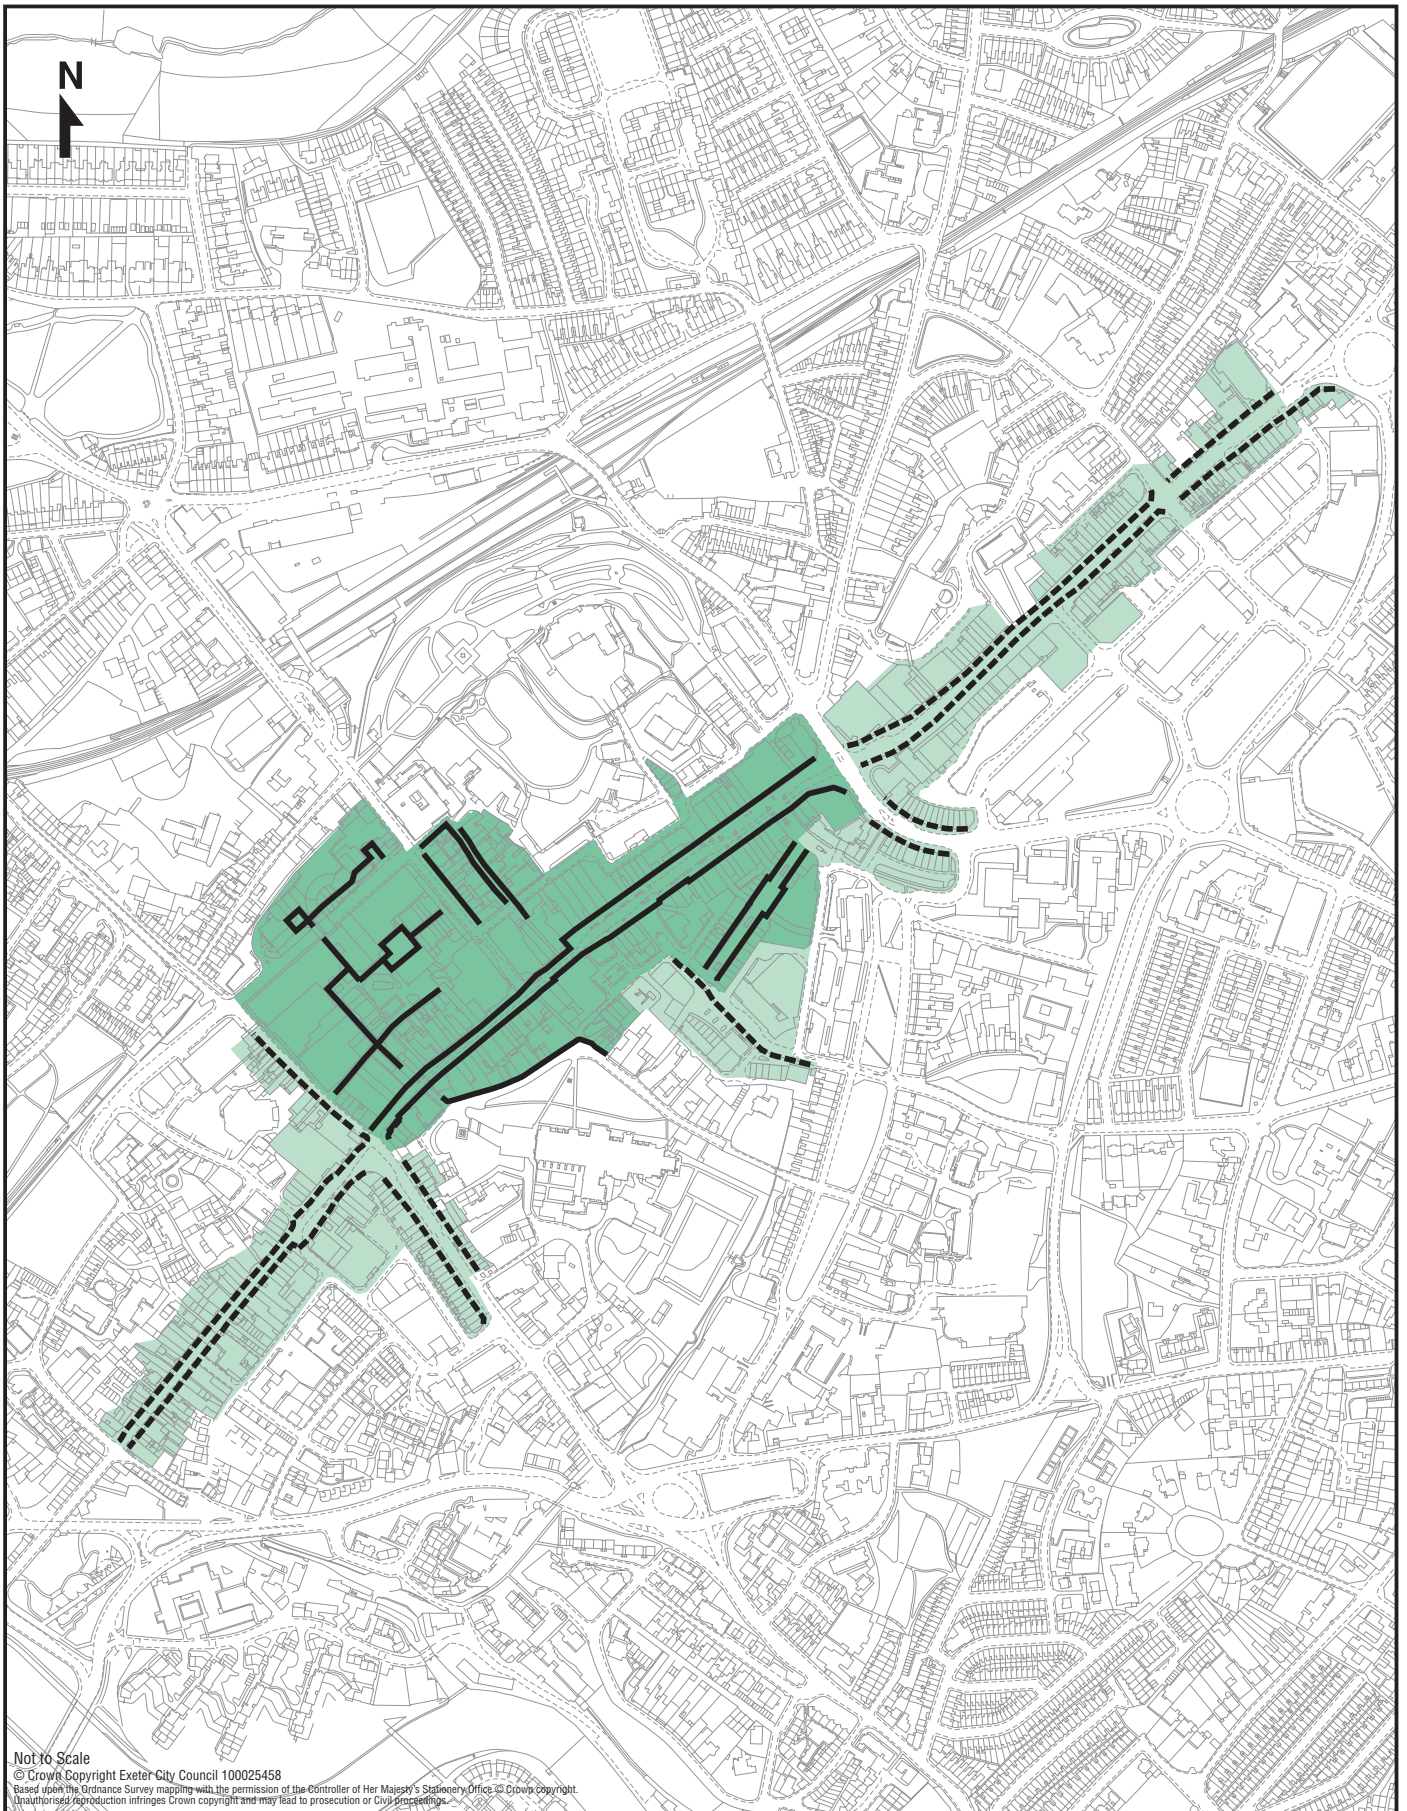 N
Not to Scale
© Crown Copyright Exeter City Council 100025458
Based upon the Ordnance Survey mapping with the permission of the Controller of Her Majesty's Stationery Office © Crown copyright.
Unauthorised reproduction infringes Crown copyright and may lead to prosecution or Civil proceedings.